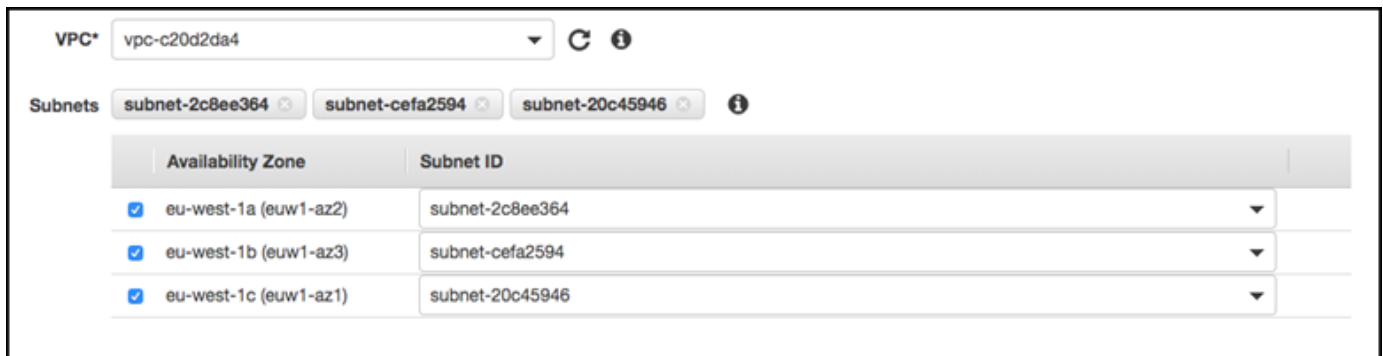 VPC* vpc-c20d2da4
Subnets subnet-2c8ee364 subnet-cefa2594 subnet-20c45946
Availability Zone Subnet ID
eu-west-1a (euw1-az2) subnet-2c8ee364
eu-west-1b (euw1-az3) subnet-cefa2594
eu-west-1c (euw1-az1) subnet-20c45946